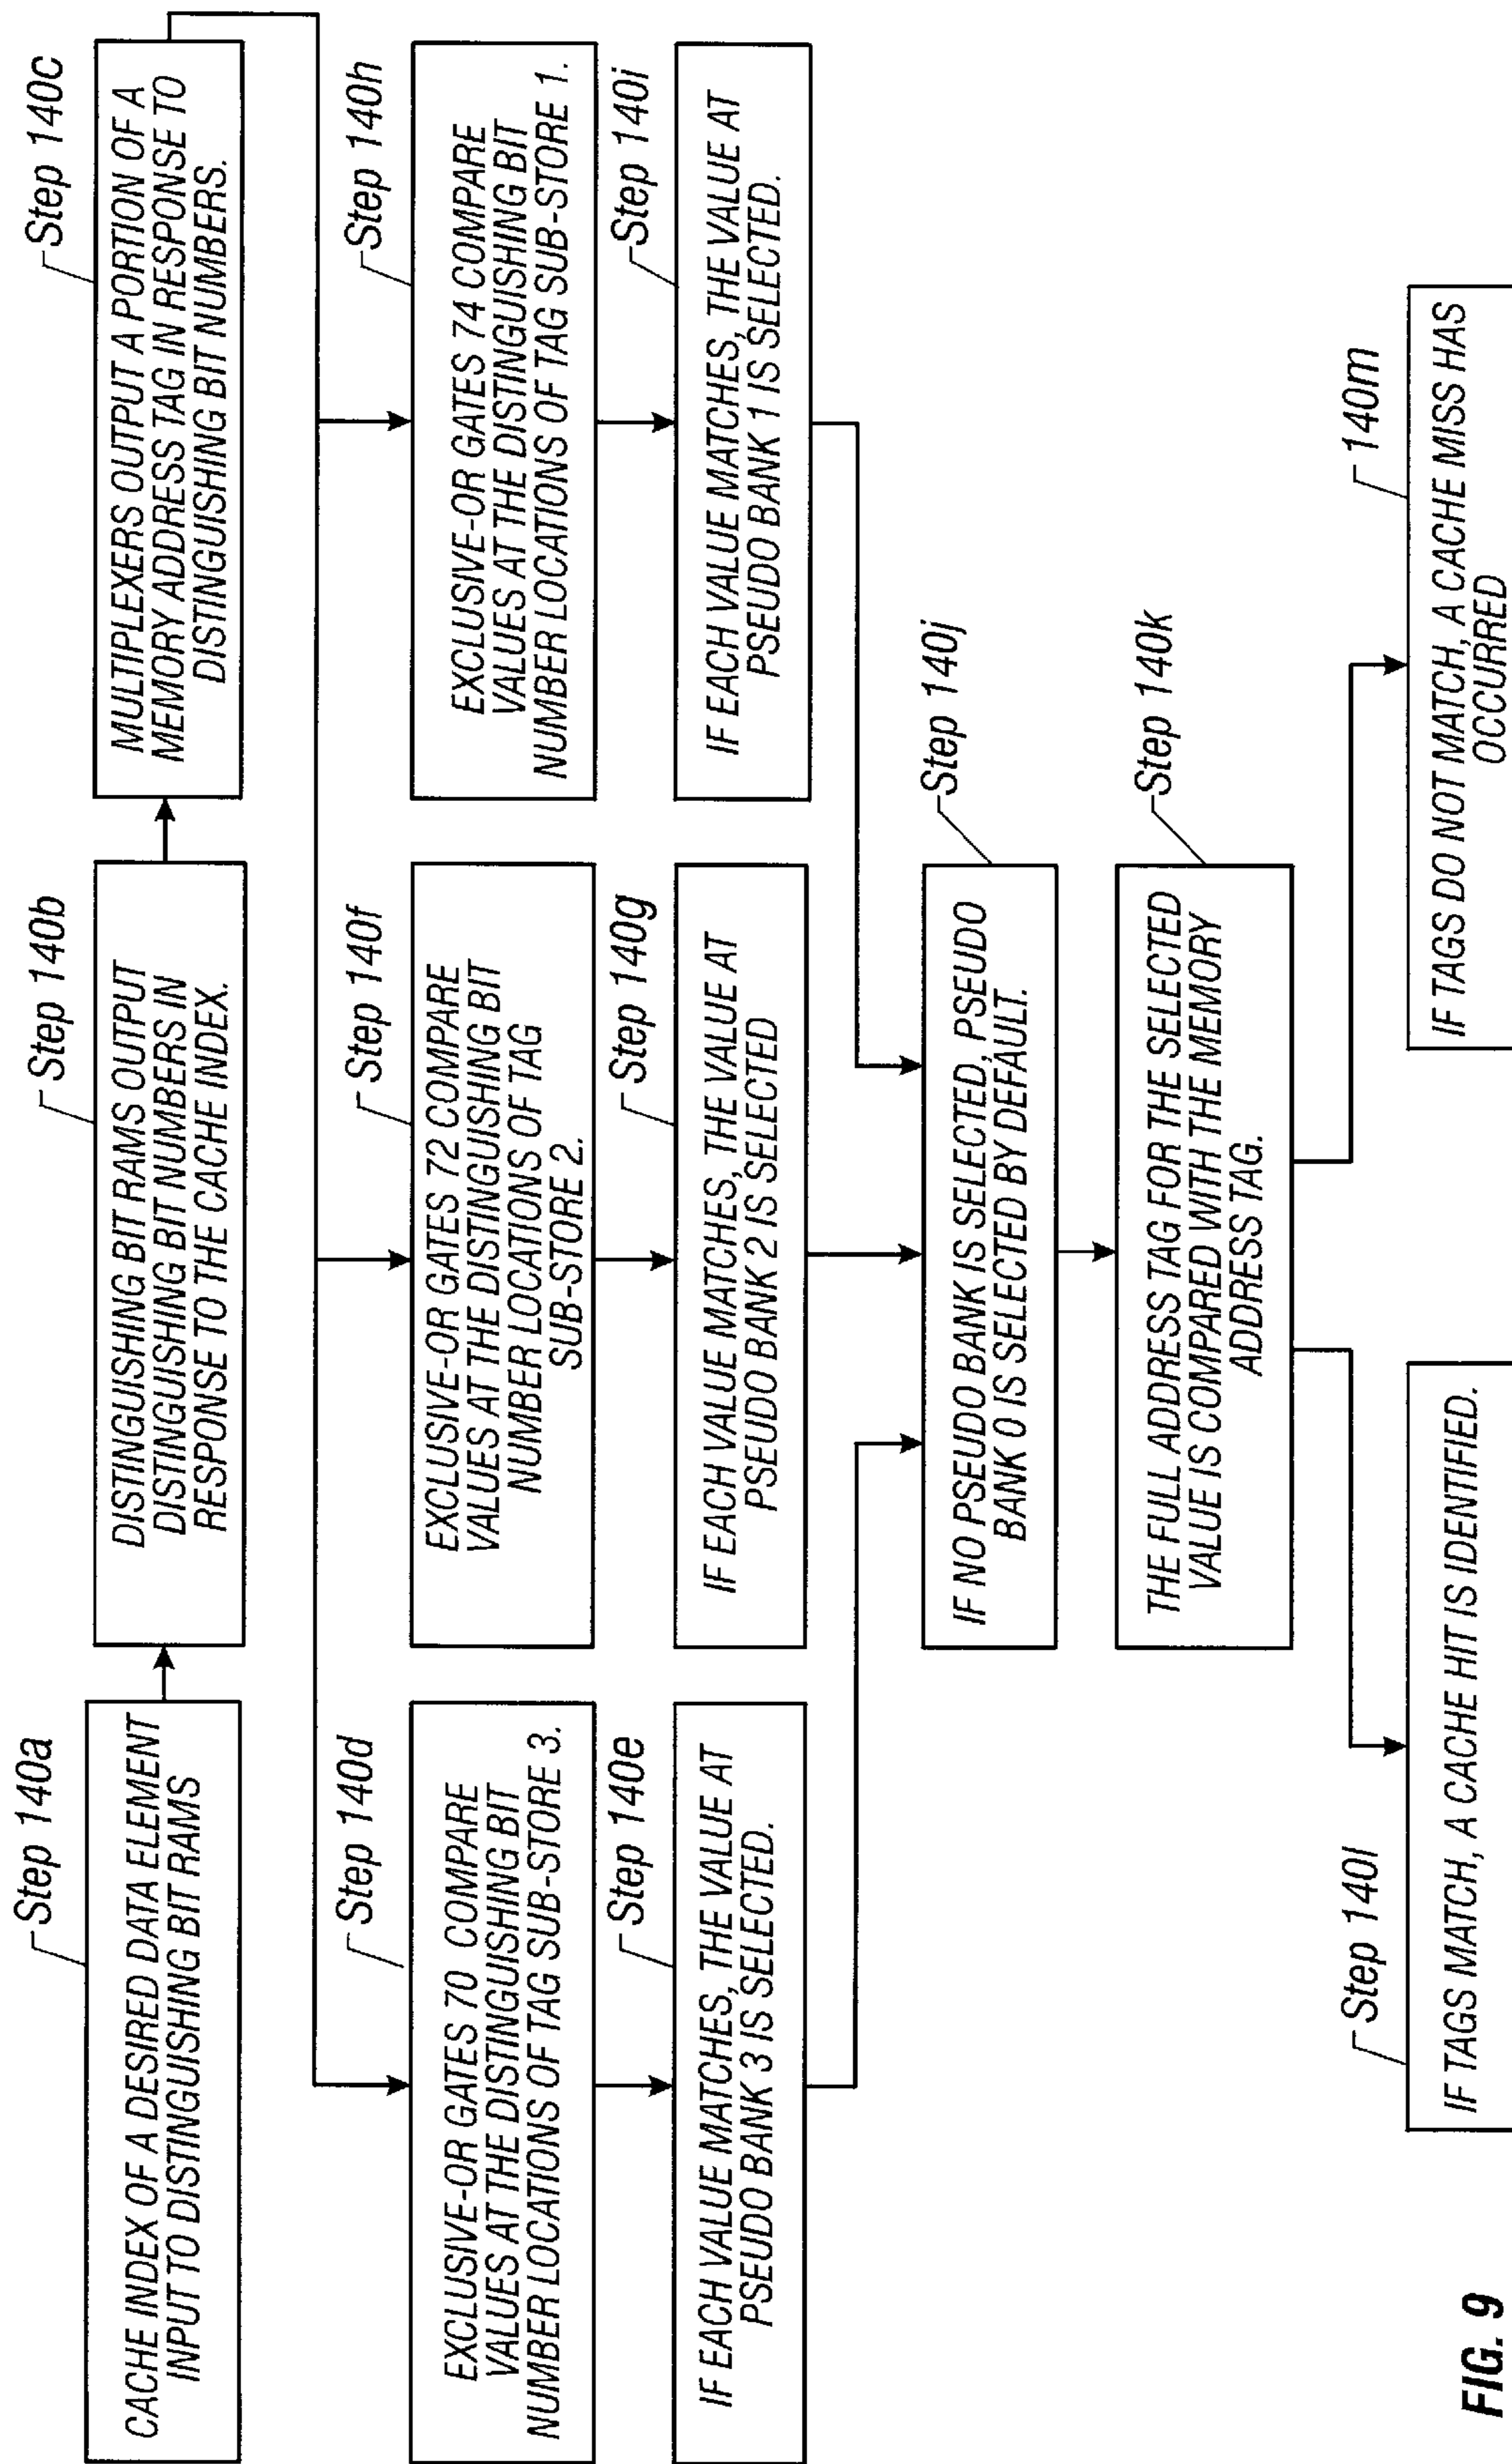 Step 140a
CACHE INDEX OF A DESIRED DATA ELEMENT
INPUT TO DISTINGUISHING BIT RAMS
Step 140b
DISTINGUISHING BIT RAMS OUTPUT
DISTINGUISHING BIT NUMBERS IN
RESPONSE TO THE CACHE INDEX.
Step 140c
MULTIPLEXERS OUTPUT A PORTION OF A
MEMORY ADDRESS TAG IN RESPONSE TO
DISTINGUISHING BIT NUMBERS.
Step 140d
EXCLUSIVE-OR GATES 70 COMPARE
VALUES AT THE DISTINGUISHING BIT
NUMBER LOCATIONS OF TAG SUB-STORE 3.
Step 140f
EXCLUSIVE-OR GATES 72 COMPARE
VALUES AT THE DISTINGUISHING BIT
NUMBER LOCATIONS OF TAG
SUB-STORE 2.
Step 140h
EXCLUSIVE-OR GATES 74 COMPARE
VALUES AT THE DISTINGUISHING BIT
NUMBER LOCATIONS OF TAG SUB-STORE 1.
Step 140e
IF EACH VALUE MATCHES, THE VALUE AT
PSEUDO BANK 3 IS SELECTED.
Step 140g
IF EACH VALUE MATCHES, THE VALUE AT
PSEUDO BANK 2 IS SELECTED
Step 140i
IF EACH VALUE MATCHES, THE VALUE AT
PSEUDO BANK 1 IS SELECTED.
Step 140j
IF NO PSEUDO BANK IS SELECTED, PSEUDO
BANK 0 IS SELECTED BY DEFAULT.
Step 140k
THE FULL ADDRESS TAG FOR THE SELECTED
VALUE IS COMPARED WITH THE MEMORY
ADDRESS TAG.
Step 140l
IF TAGS MATCH, A CACHE HIT IS IDENTIFIED.
140m
IF TAGS DO NOT MATCH, A CACHE MISS HAS
OCCURRED
FIG. 9